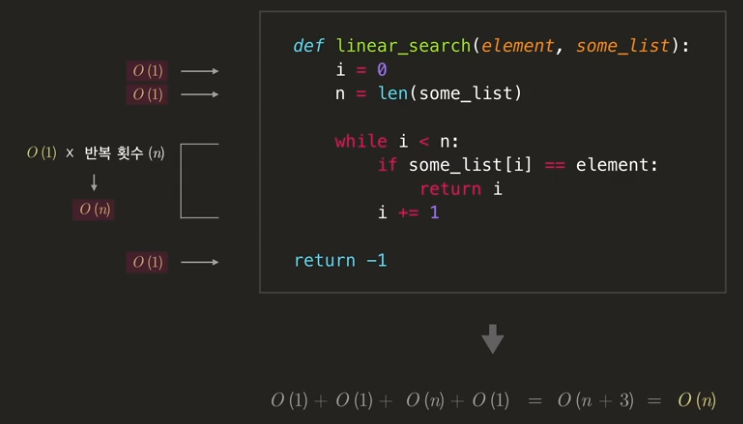 def linear_search(element, some_list):
O(1) i = 0
O(1) n = len(some_list)
while i < n:
O(1) x 반복 횟수 (n)
if some_list[i] == element:
return i
O(n)
i += 1
O(1) return -1
O(1) + O(1) + O(n) + O(1) = O(n + 3) = O(n)